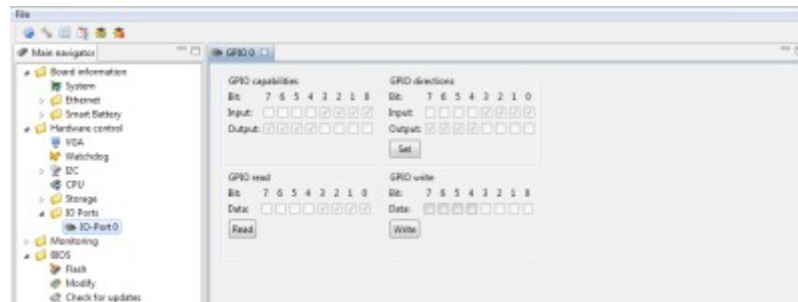 File
Main navigator
Board information
System
Ethernet
Smart Battery
Hardware control
VGA
Watchdog
I2C
CPU
Storage
IO Ports
IO-Port 0
Monitoring
BIOS
Flash
Modify
Check for updates
GPIO 0
GPIO capabilities
Bit: 7 6 5 4 3 2 1 0
Input:
Output:
GPIO directions
Bit: 7 6 5 4 3 2 1 0
Input:
Output:
Set
GPIO read
Bit: 7 6 5 4 3 2 1 0
Data:
Read
GPIO write
Bit: 7 6 5 4 3 2 1 0
Data:
Write